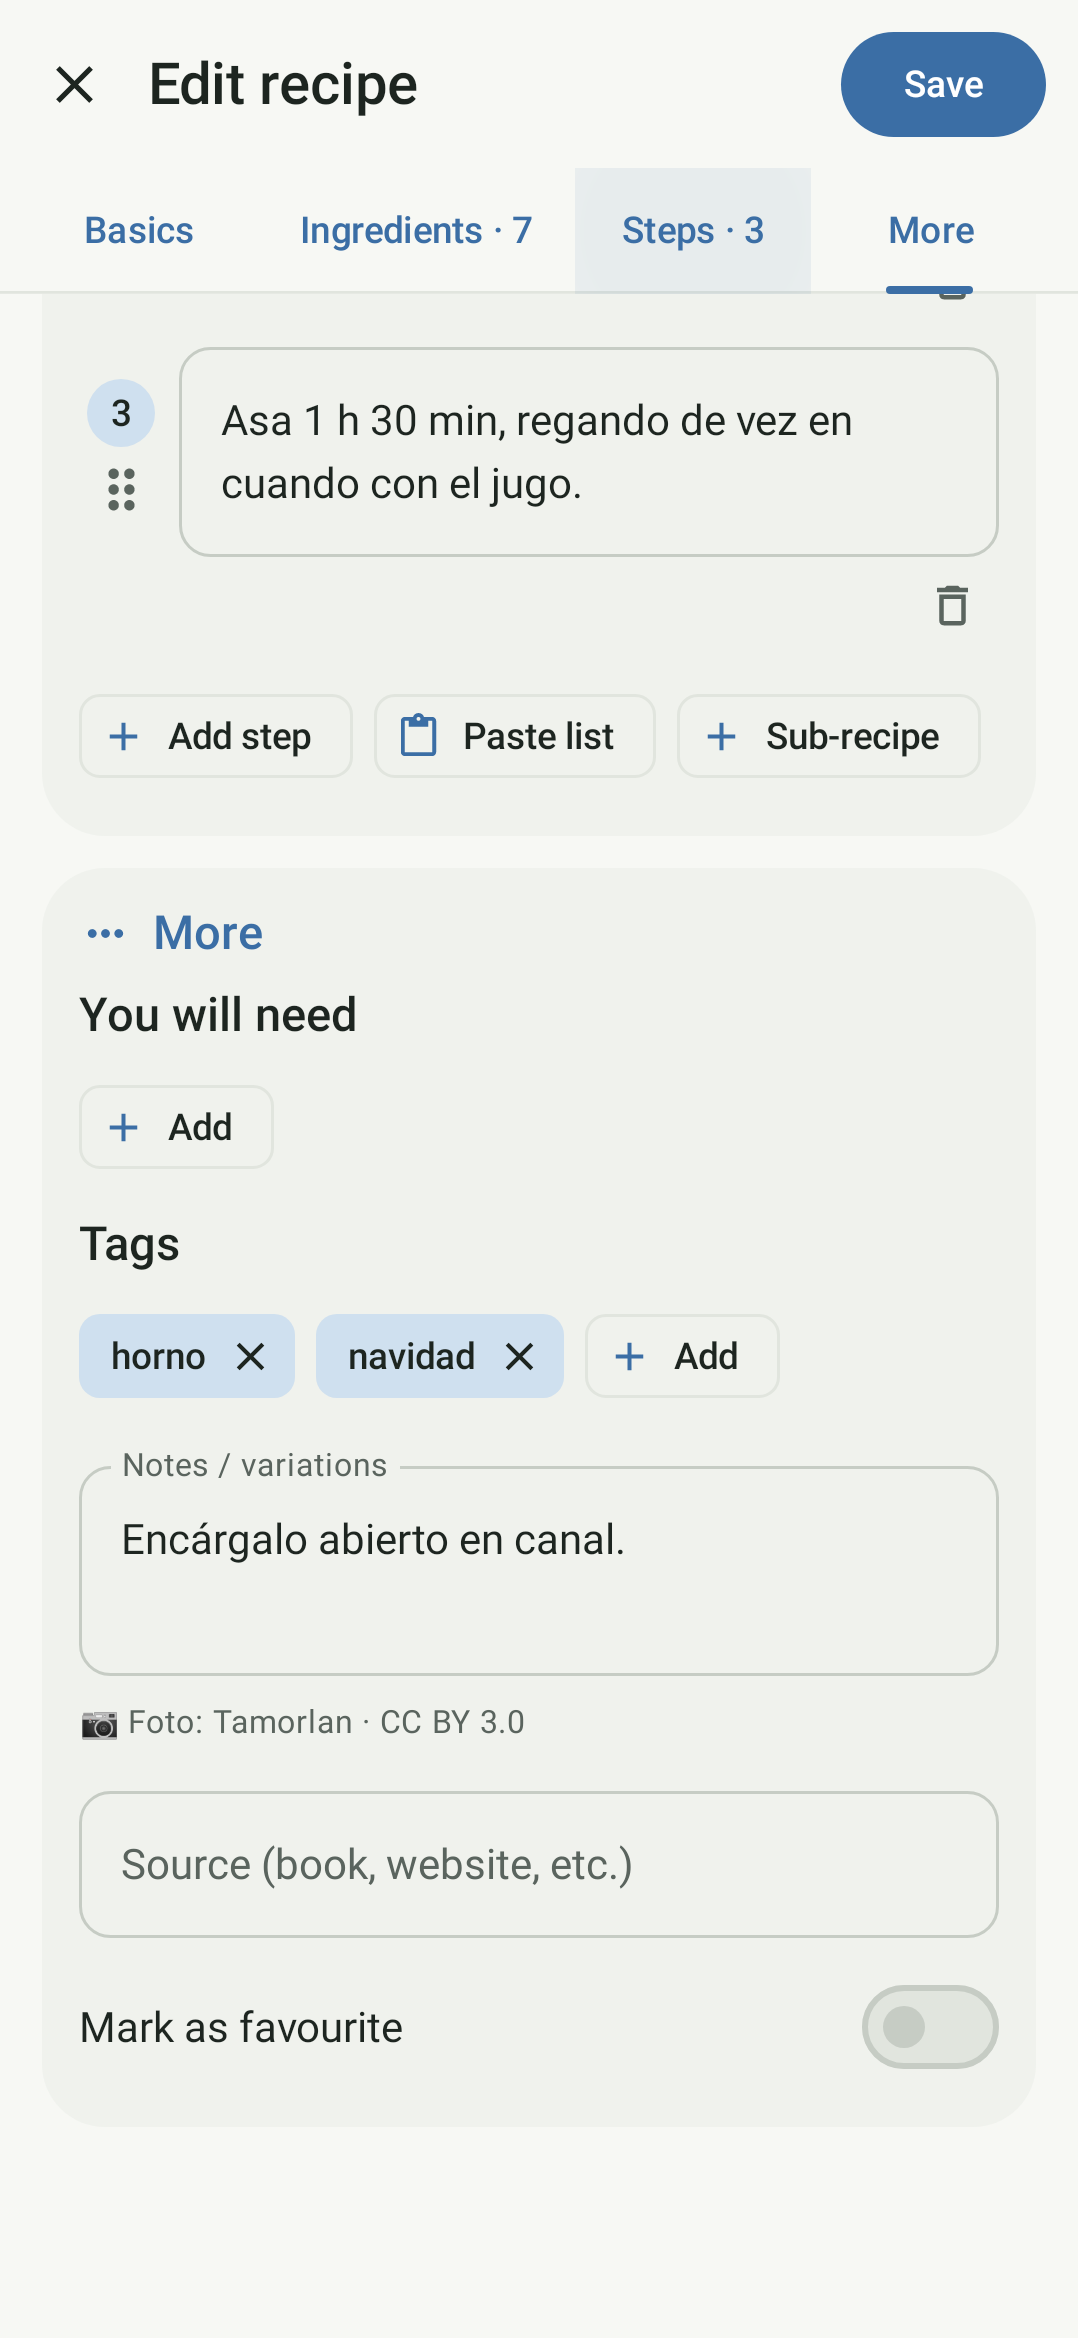 Edit recipe
Save
Basics
Ingredients · 7
Steps · 3
More
3
Asa 1 h 30 min, regando de vez en
cuando con el jugo.
Add step
Paste list
Sub-recipe
More
You will need
Add
Tags
horno
navidad
Add
Notes / variations
Encárgalo abierto en canal.
📷 Foto: Tamorlan · CC BY 3.0
Source (book, website, etc.)
Mark as favourite